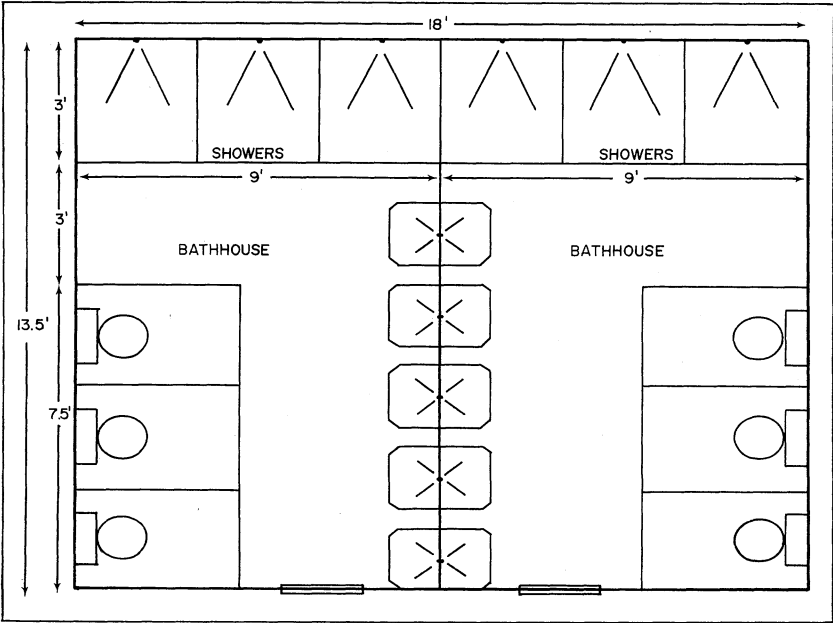 18'
3'
SHOWERS
SHOWERS
9'
9'
3'
BATHHOUSE
BATHHOUSE
13.5'
7.5'